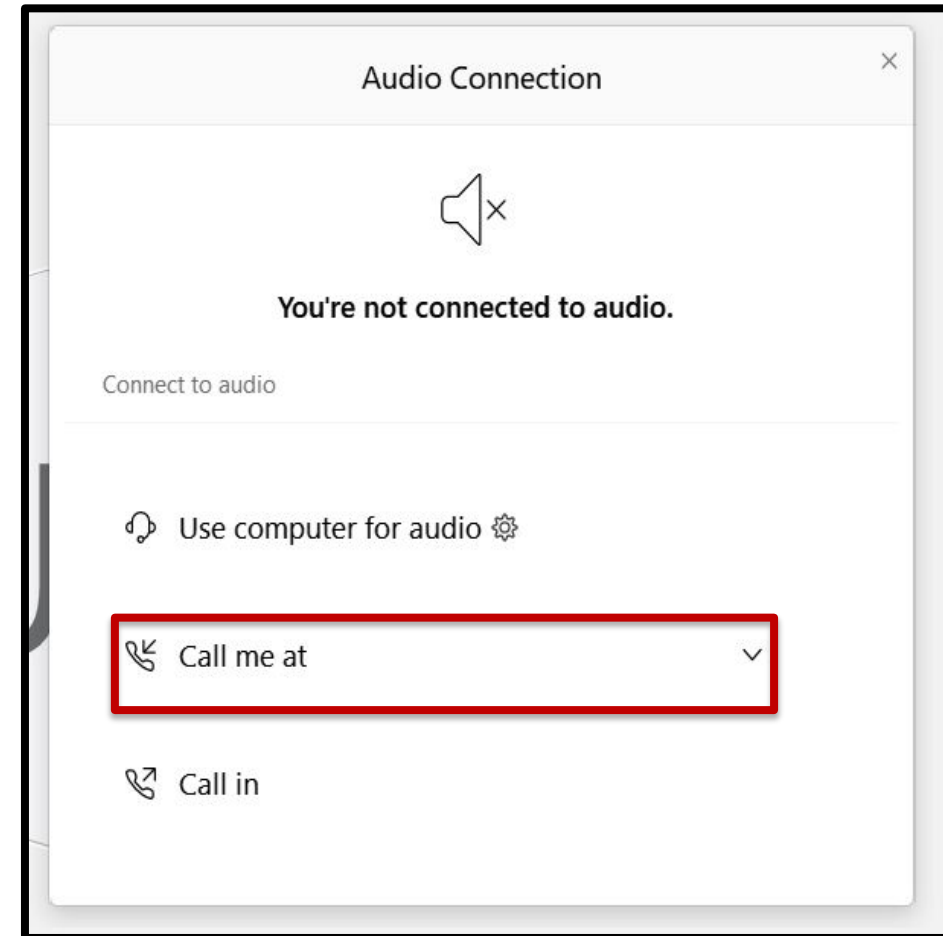 Audio Connection
You're not connected to audio.
Connect to audio
Use computer for audio
Call me at
Call in